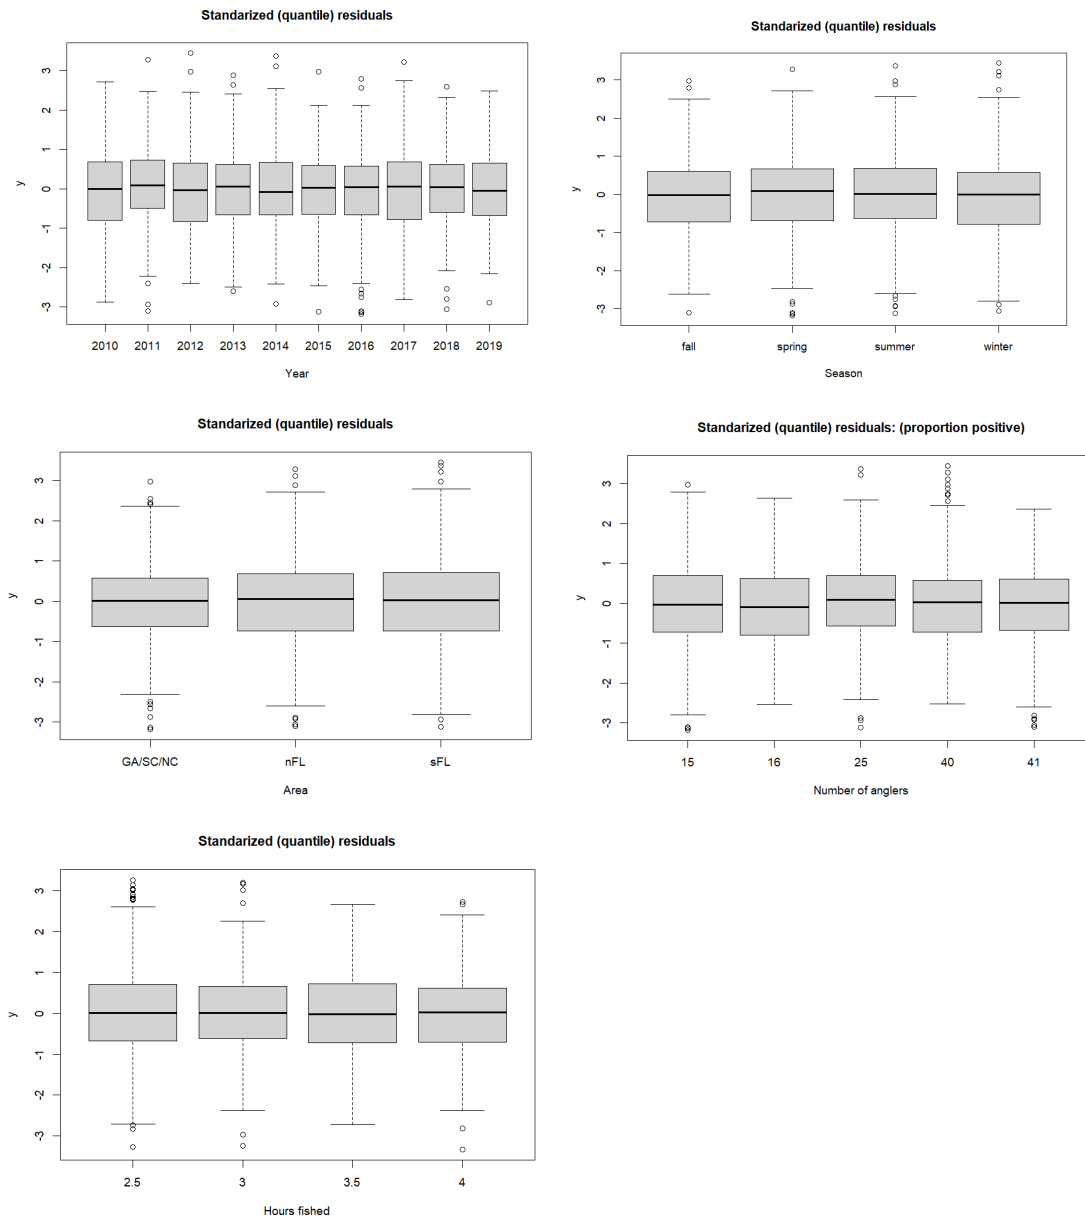 Standarized (quantile) residuals
3
2
1
0
-1
-2
-3
y
2010 2011 2012 2013 2014 2015 2016 2017 2018 2019
Year
Standarized (quantile) residuals
3
2
1
0
-1
-2
-3
y
fall spring summer winter
Season
Standarized (quantile) residuals
3
2
1
0
-1
-2
-3
y
GA/SC/NC nFL sFL
Area
Standarized (quantile) residuals: (proportion positive)
3
2
1
0
-1
-2
-3
y
15 16 25 40 41
Number of anglers
Standarized (quantile) residuals
3
2
1
0
-1
-2
-3
y
2.5 3 3.5 4
Hours fished